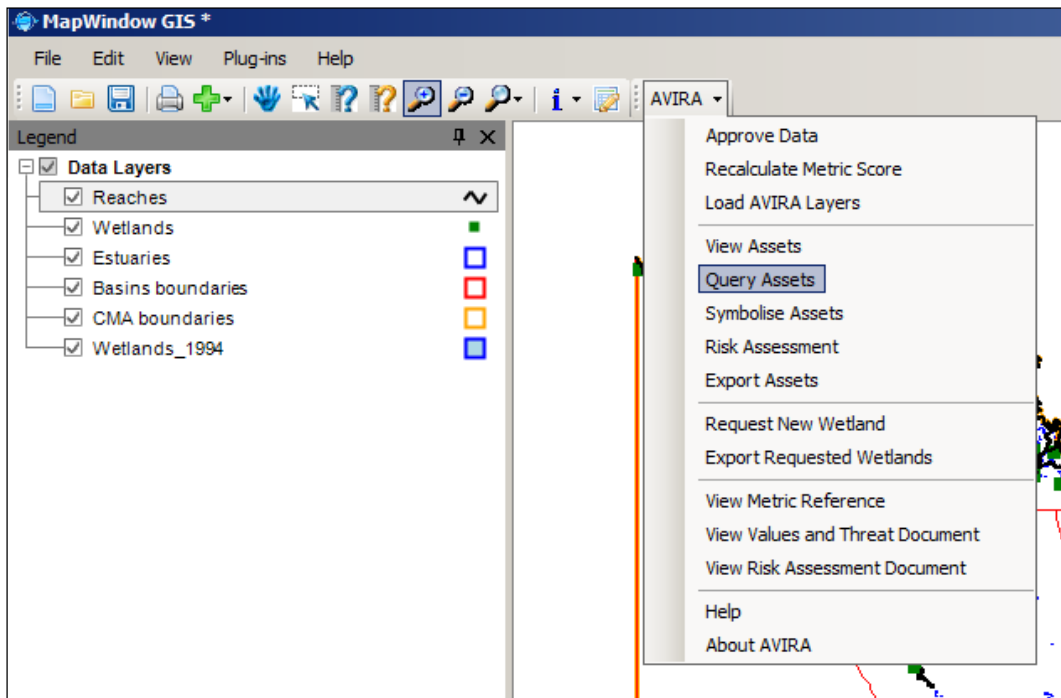 MapWindow GIS *
File Edit View Plug-ins Help
AVIRA
Legend
Data Layers
Reaches
Wetlands
Estuaries
Basins boundaries
CMA boundaries
Wetlands_1994
Approve Data
Recalculate Metric Score
Load AVIRA Layers
View Assets
Query Assets
Symbolise Assets
Risk Assessment
Export Assets
Request New Wetland
Export Requested Wetlands
View Metric Reference
View Values and Threat Document
View Risk Assessment Document
Help
About AVIRA